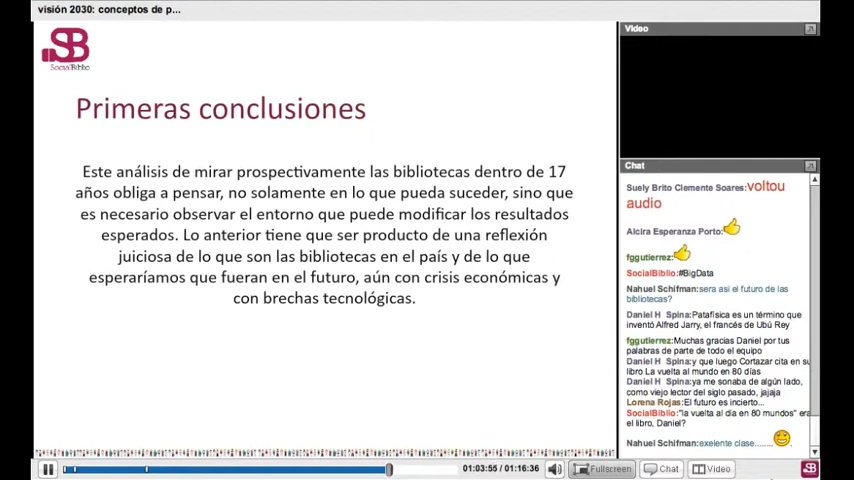 visión 2030: conceptos de p...
SB
SocialBiblio
Primeras conclusiones
Este análisis de mirar prospectivamente las bibliotecas dentro de 17
años obliga a pensar, no solamente en lo que pueda suceder, sino que
es necesario observar el entorno que puede modificar los resultados
esperados. Lo anterior tiene que ser producto de una reflexión
juiciosa de lo que son las bibliotecas en el país y de lo que
esperaríamos que fueran en el futuro, aún con crisis económicas y
con brechas tecnológicas.
Video
Chat
Suely Brito Clemente Soares:voltou
audio
Alcira Esperanza Porto:
fggutierrez:
SocialBiblio:#BigData
Nahuel Schifman:sera asi el futuro de las
bibliotecas?
Daniel H Spina:Patafísica es un término que
inventó Alfred Jarry, el francés de Ubú Rey
fggutierrez:Muchas gracias Daniel por tus
palabras de parte de todo el equipo
Daniel H Spina:y que luego Cortazar cita en su
libro La vuelta al mundo en 80 días
Daniel H Spina:ya me sonaba de algún lado,
como viejo lector del siglo pasado, jajaja
Lorena Rojas:El futuro es incierto...
SocialBiblio:"la vuelta al dia en 80 mundos" era
el libro, Daniel?
Nahuel Schifman:exelente clase.......
01:03:55 / 01:16:36
Fullscreen
Chat
Video
SB